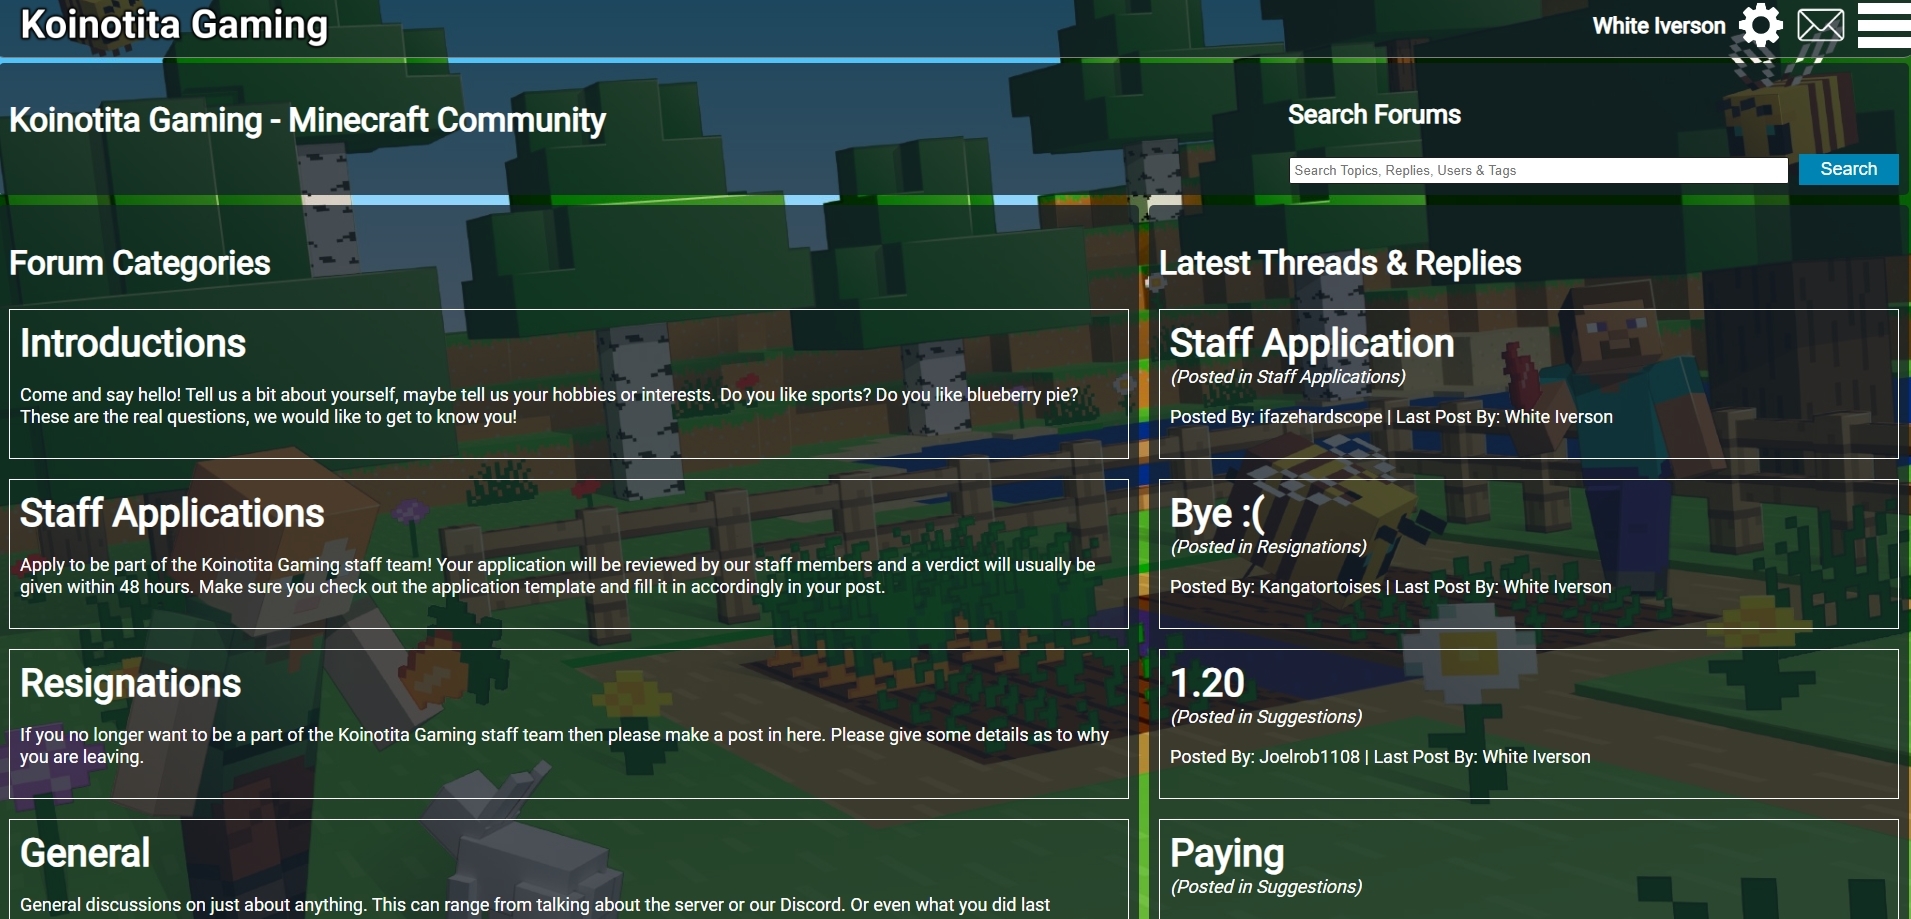 Koinotita Gaming
White Iverson
Koinotita Gaming - Minecraft Community
Search Forums
Search Topics, Replies, Users & Tags
Search
Forum Categories
Introductions
Come and say hello! Tell us a bit about yourself, maybe tell us your hobbies or interests. Do you like sports? Do you like blueberry pie?
These are the real questions, we would like to get to know you!
Staff Applications
Apply to be part of the Koinotita Gaming staff team! Your application will be reviewed by our staff members and a verdict will usually be
given within 48 hours. Make sure you check out the application template and fill it in accordingly in your post.
Resignations
If you no longer want to be a part of the Koinotita Gaming staff team then please make a post in here. Please give some details as to why
you are leaving.
General
General discussions on just about anything. This can range from talking about the server or our Discord. Or even what you did last
Latest Threads & Replies
Staff Application
(Posted in Staff Applications)
Posted By: ifazehardscope | Last Post By: White Iverson
Bye :(
(Posted in Resignations)
Posted By: Kangatortoises | Last Post By: White Iverson
1.20
(Posted in Suggestions)
Posted By: Joelrob1108 | Last Post By: White Iverson
Paying
(Posted in Suggestions)